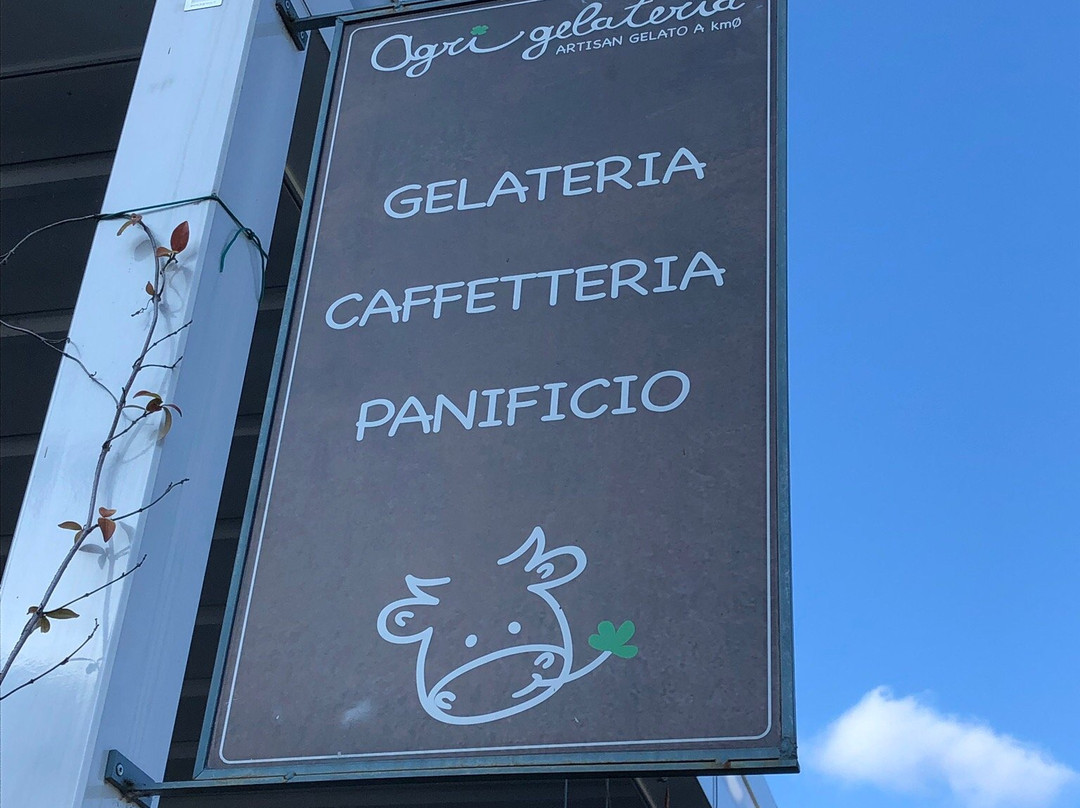 Agri gelateria
ARTISAN GELATO A kmØ
GELATERIA
CAFFETTERIA
PANIFICIO